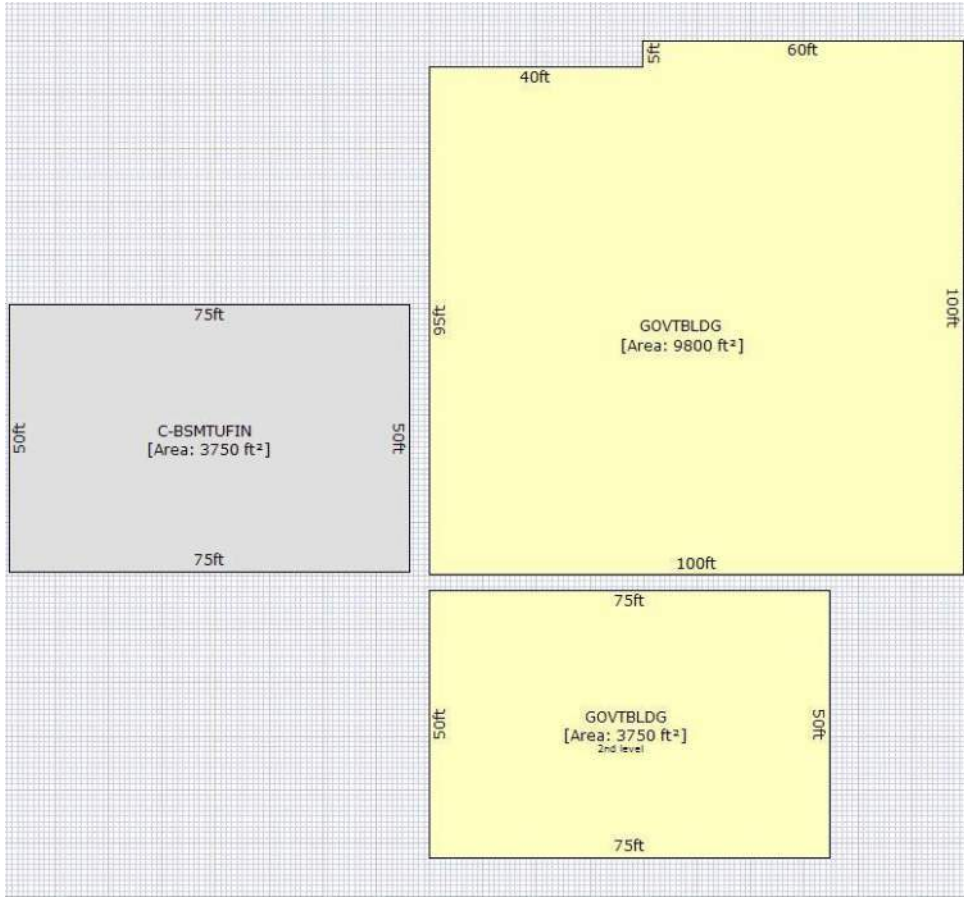 5ft
60ft
40ft
95ft
100ft
GOVTBLDG
[Area: 9800 ft²]
100ft
75ft
50ft
C-BSMTUFIN
[Area: 3750 ft²]
50ft
75ft
75ft
50ft
GOVTBLDG
[Area: 3750 ft²]
2nd level
50ft
75ft